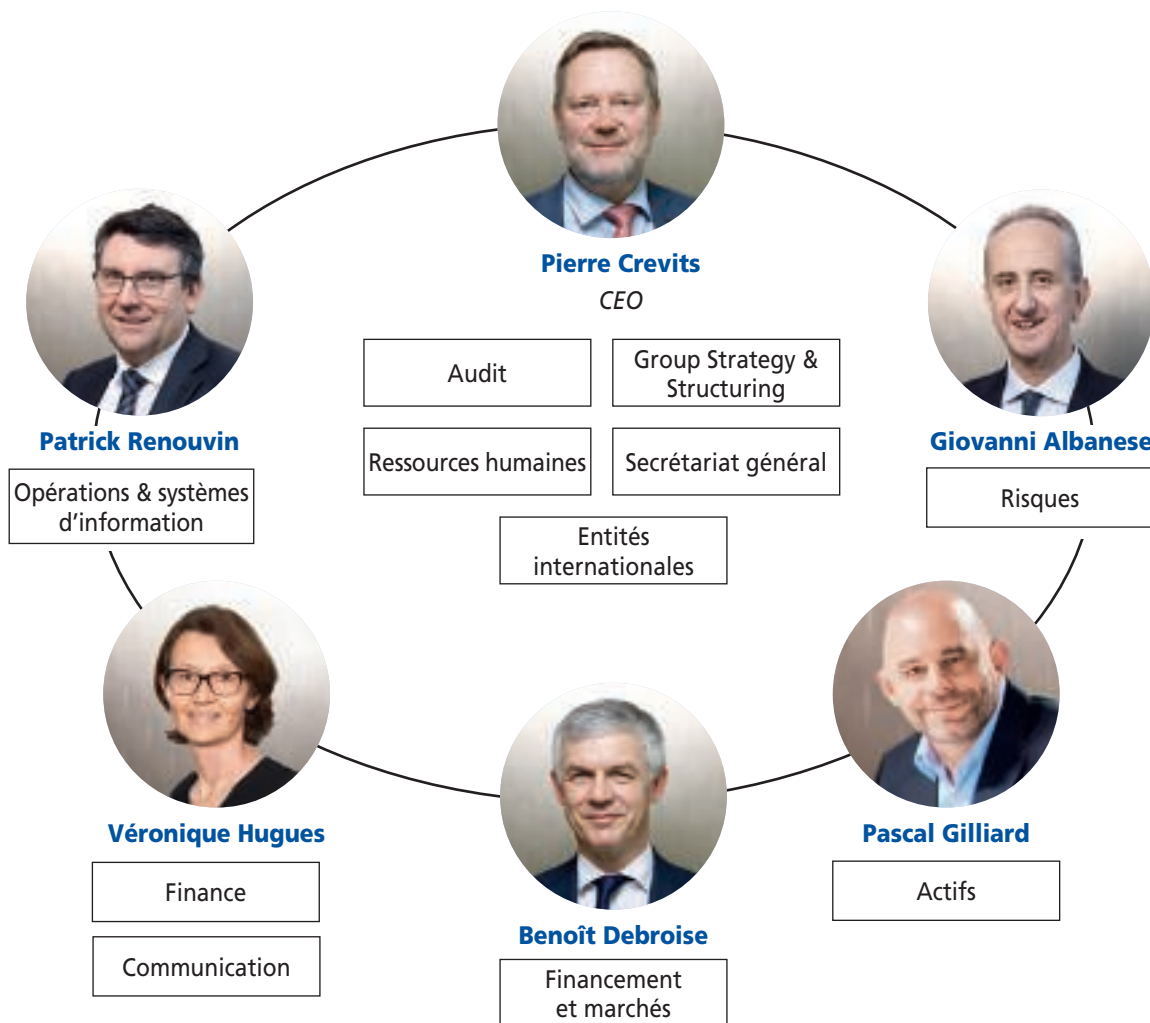 Pierre Crevits
CEO
Audit
Group Strategy &
Structuring
Ressources humaines
Secrétariat général
Entités
internationales
Patrick Renouvin
Opérations & systèmes
d’information
Giovanni Albanese
Risques
Véronique Hugues
Finance
Communication
Benoît Debroise
Financement
et marchés
Pascal Gilliard
Actifs